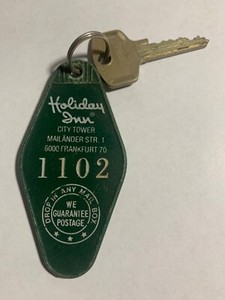 Holiday
Inn®
CITY TOWER
MAILÄNDER STR. 1
6000 FRANKFURT 70
1102
DROP IN ANY MAIL BOX
WE
GUARANTEE
POSTAGE